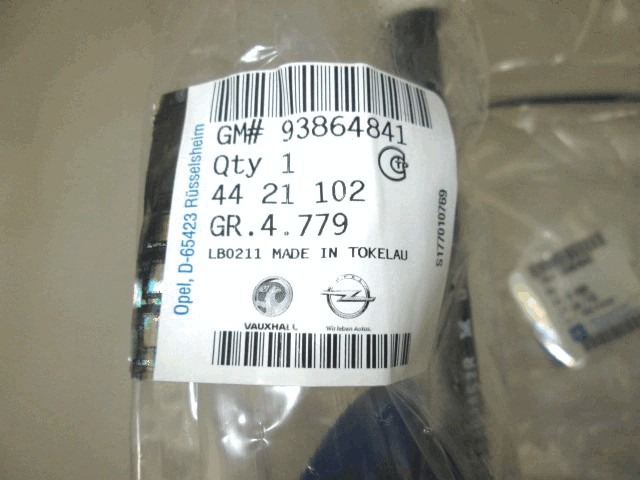 GM# 93864841
Qty 1
44 21 102
GR.4.779
LB0211 MADE IN TOKELAU
VAUXHALL
Wir leben Autos.
Opel, D-65423 Rüsselsheim
S177010769